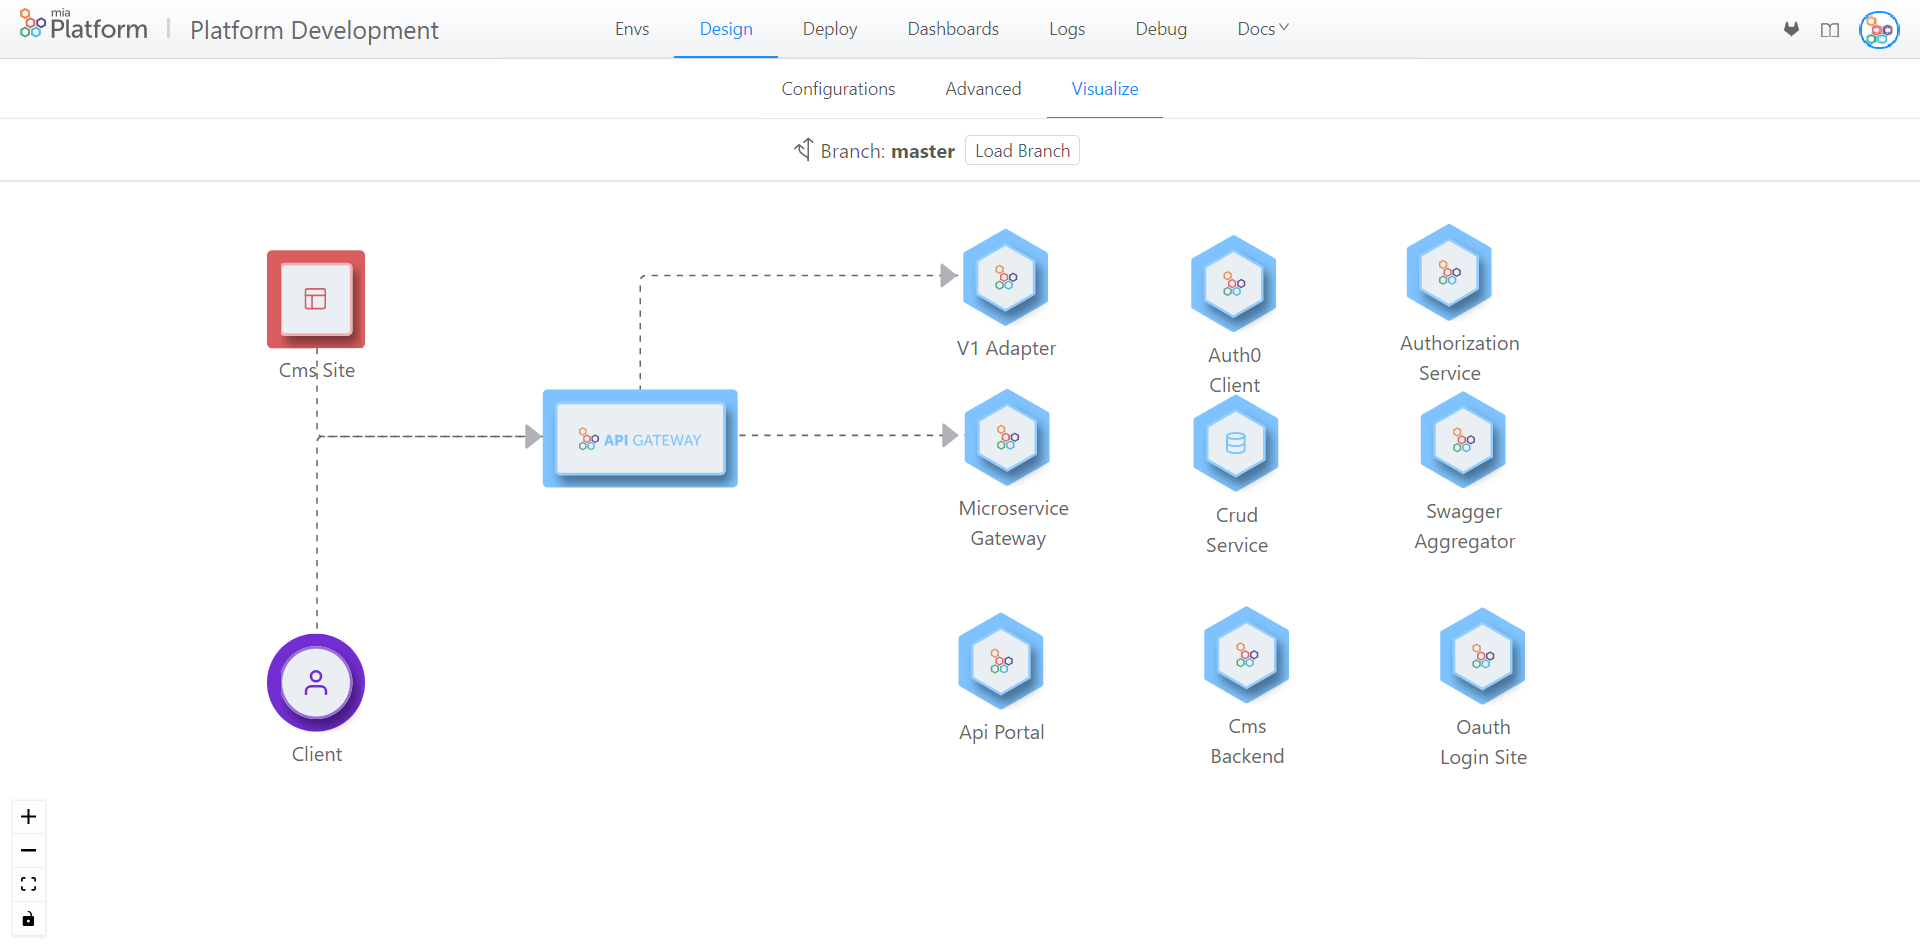 mia
Platform
Platform Development
Envs
Design
Deploy
Dashboards
Logs
Debug
Docs
Configurations
Advanced
Visualize
Branch: master
Load Branch
Cms Site
API GATEWAY
Client
V1 Adapter
Auth0
Client
Authorization
Service
Microservice
Gateway
Crud
Service
Swagger
Aggregator
Api Portal
Cms
Backend
Oauth
Login Site